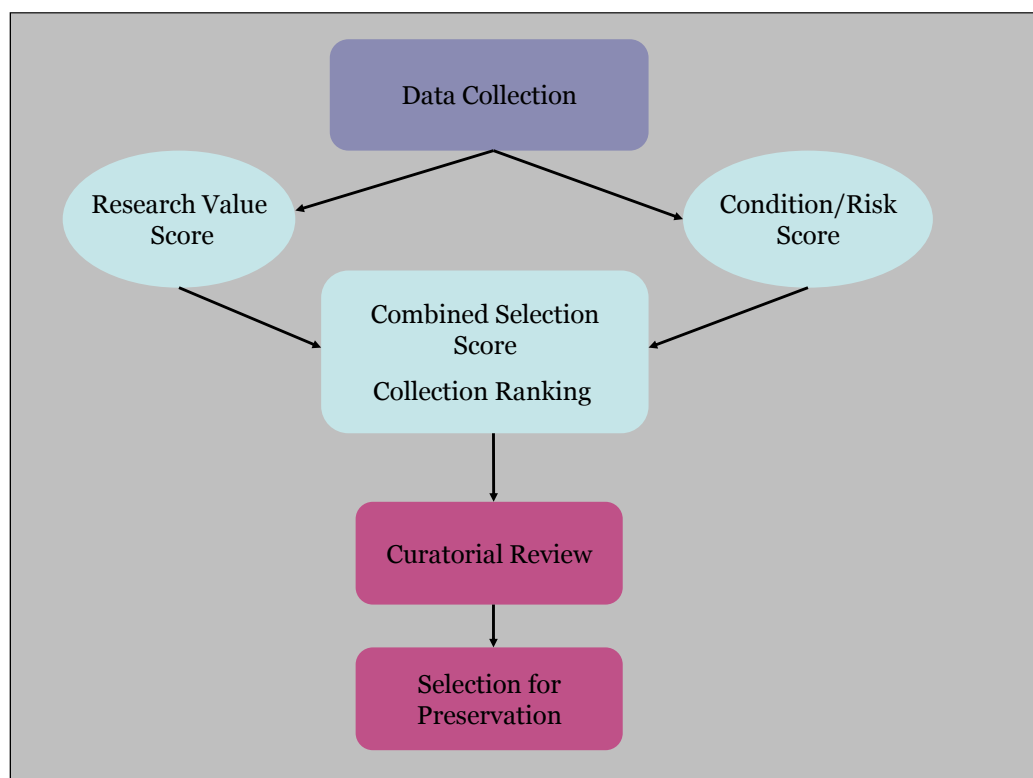 Data Collection
Research Value
Score
Condition/Risk
Score
Combined Selection
Score
Collection Ranking
Curatorial Review
Selection for
Preservation